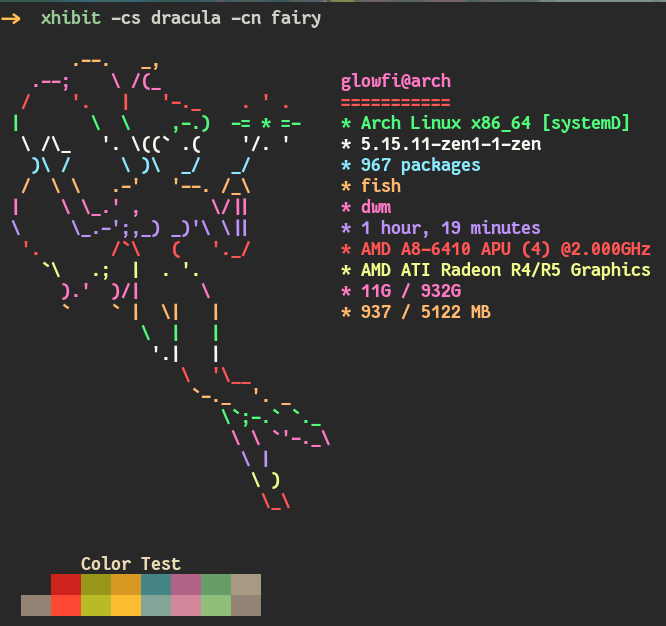 → xhibit -cs dracula -cn fairy
glowfi@arch
===========
* Arch Linux x86_64 [systemD]
* 5.15.11-zen1-1-zen
* 967 packages
* fish
* dwm
* 1 hour, 19 minutes
* AMD A8-6410 APU (4) @2.000GHz
* AMD ATI Radeon R4/R5 Graphics
* 11G / 932G
* 937 / 5122 MB
Color Test